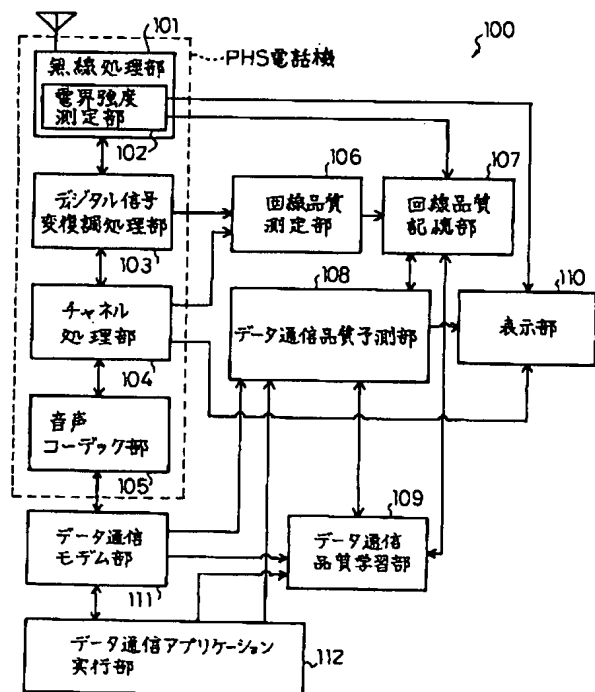 101
100
無線処理部
PHS電話機
電界強度
測定部
102
106
107
デジタル信号
変復調処理部
103
回線品質
測定部
回線品質
記憶部
108
110
チャネル
処理部
104
データ通信品質予測部
表示部
音声
コーデック部
105
109
データ通信
モデム部
111
データ通信
品質学習部
データ通信アプリケーション
実行部
112